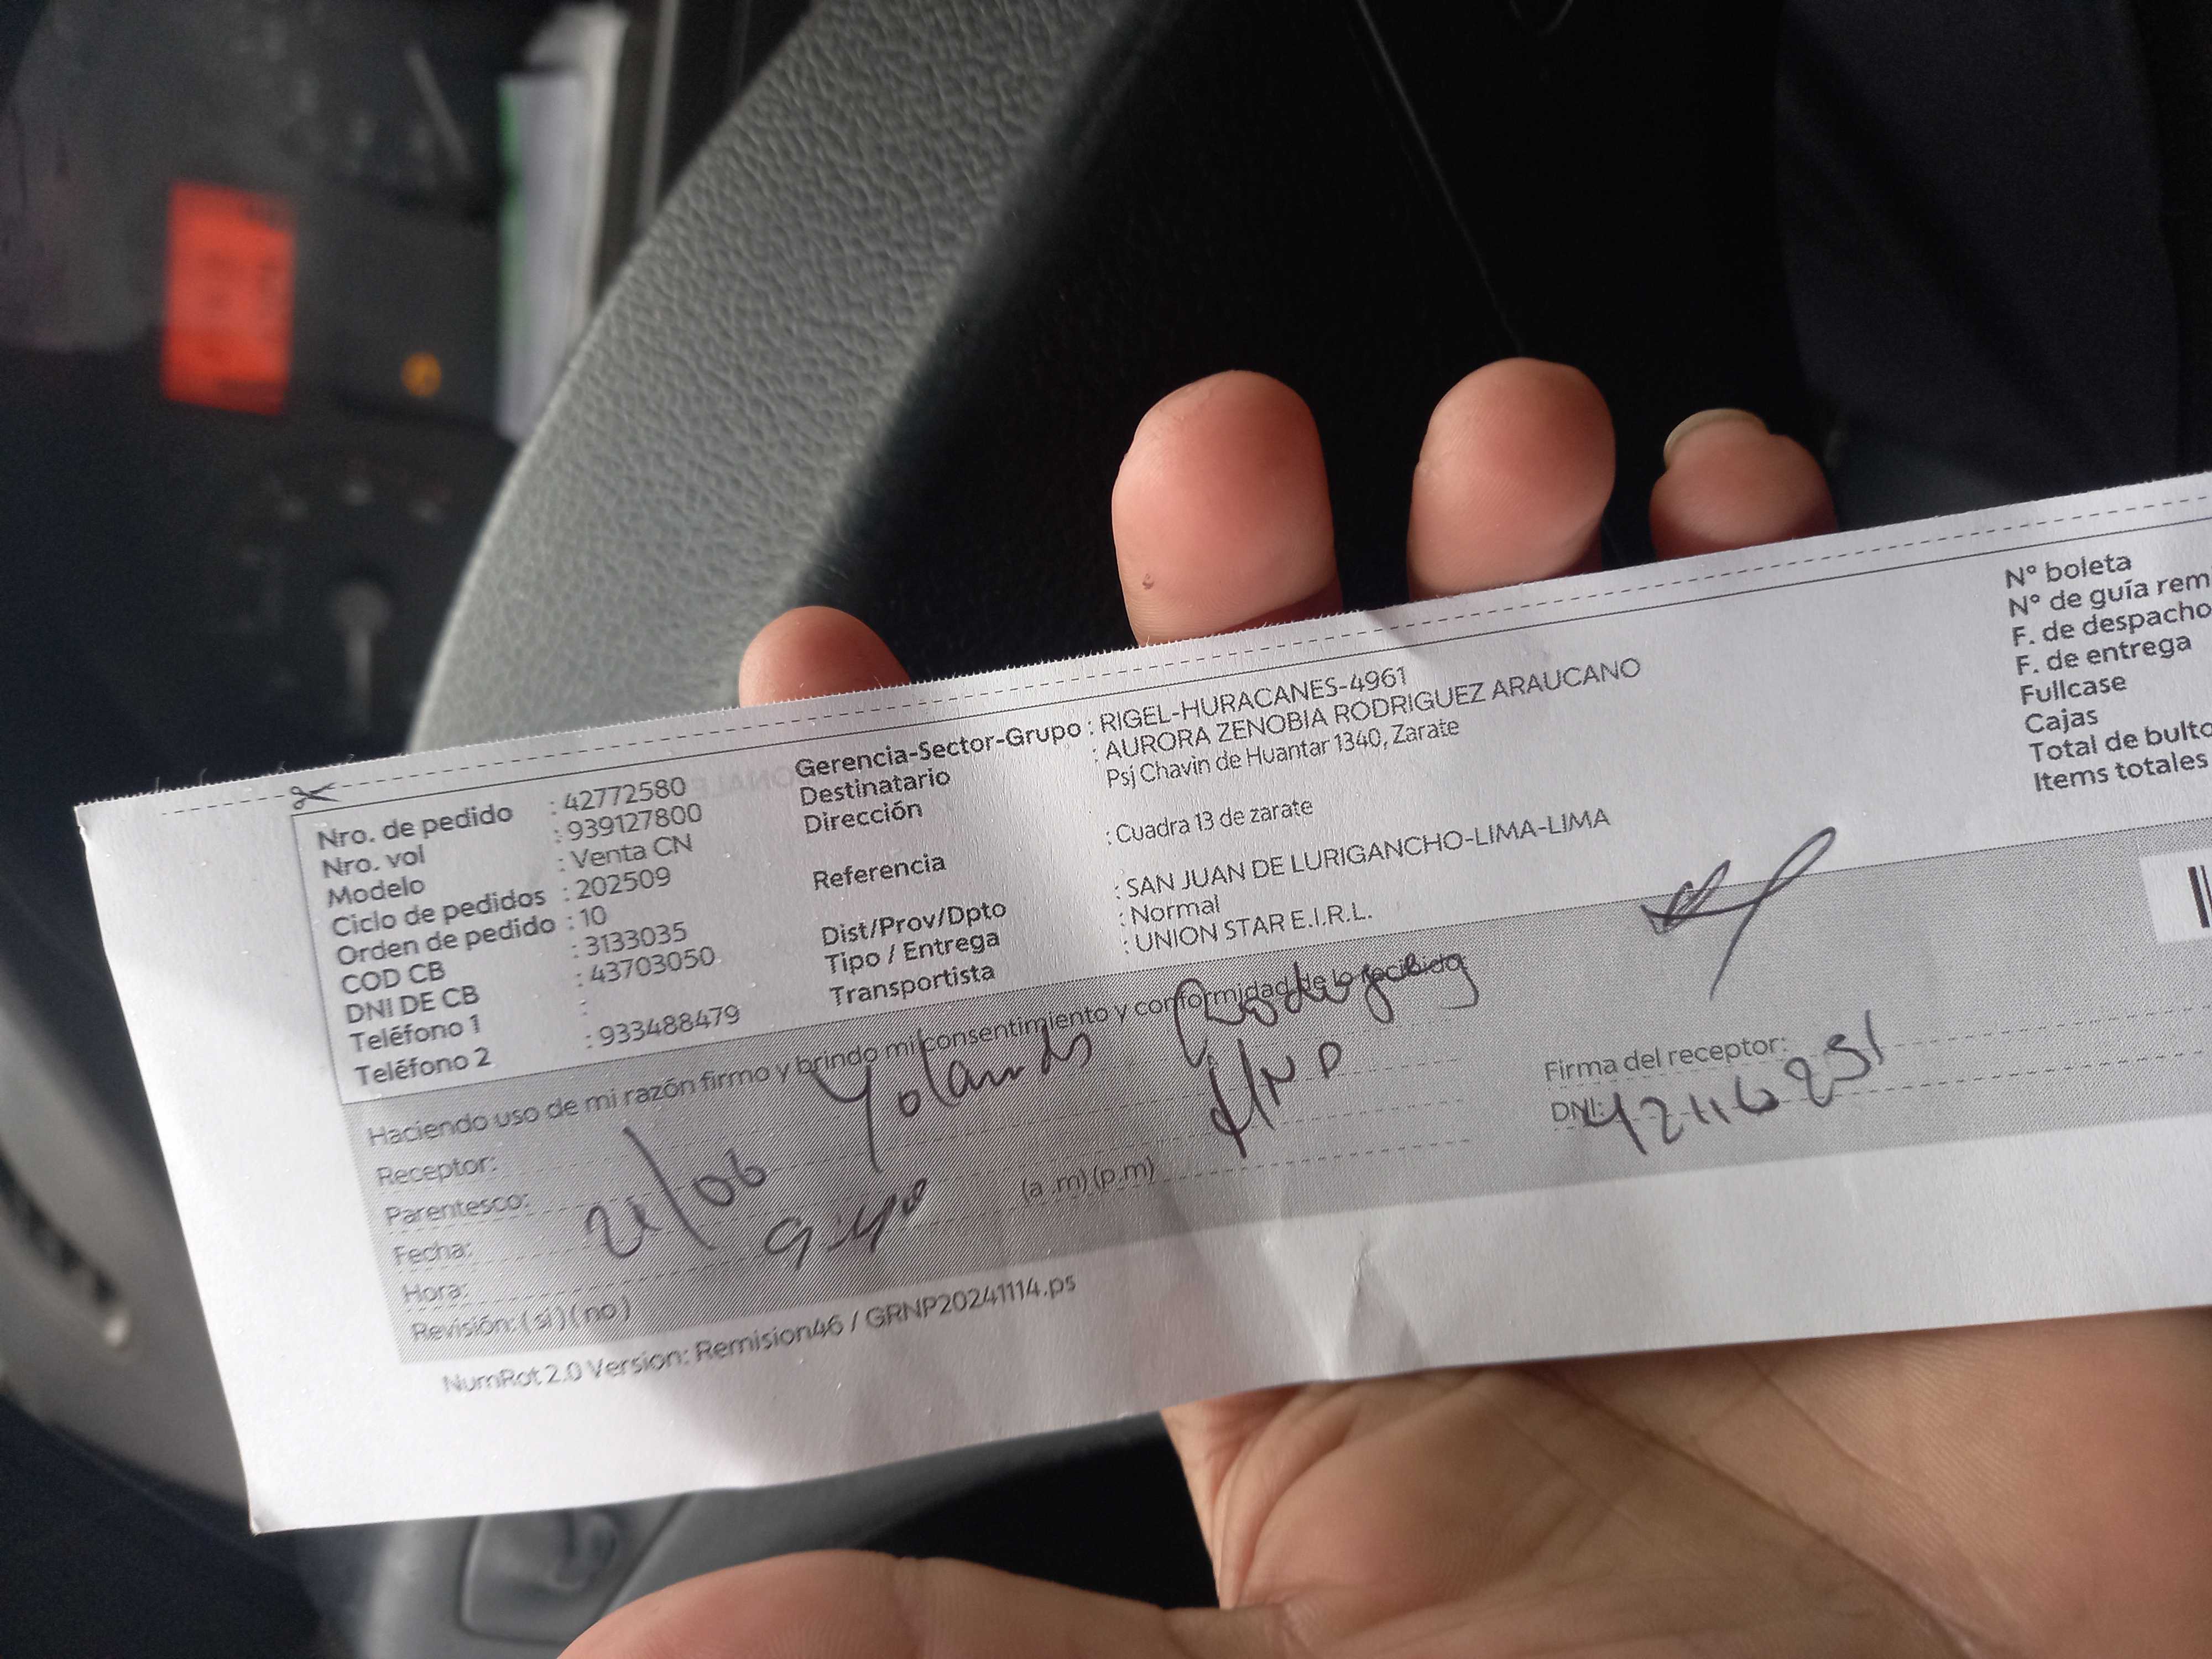 Nro. de pedido : 42772580
Nro. vol : 939127800
Modelo : Venta CN
Ciclo de pedidos : 202509
Orden de pedido : 10
COD CB : 3133035
DNI DE CB : 43703050
Teléfono 1 :
Teléfono 2 : 933488479
Gerencia-Sector-Grupo : RIGEL-HURACANES-4961
Destinatario : AURORA ZENOBIA RODRIGUEZ ARAUCANO
Dirección Psj Chavin de Huantar 1340, Zarate
Referencia : Cuadra 13 de zarate
Dist/Prov/Dpto : SAN JUAN DE LURIGANCHO-LIMA-LIMA
Tipo / Entrega : Normal
Transportista : UNION STAR E.I.R.L.
N° boleta
N° de guía rem
F. de despacho
F. de entrega
Fullcase
Cajas
Total de bulto
Items totales
Haciendo uso de mi razón firmo y brindo mi consentimiento y conformidad de lo recibido
Receptor: Yolanda Rodriguez
Parentesco:
Fecha:
Hora: (a .m) (p.m)
Revisión: ( si ) ( no )
Firma del receptor:
DNI:
NumRot 2.0 Version: Remision46 / GRNP20241114.ps